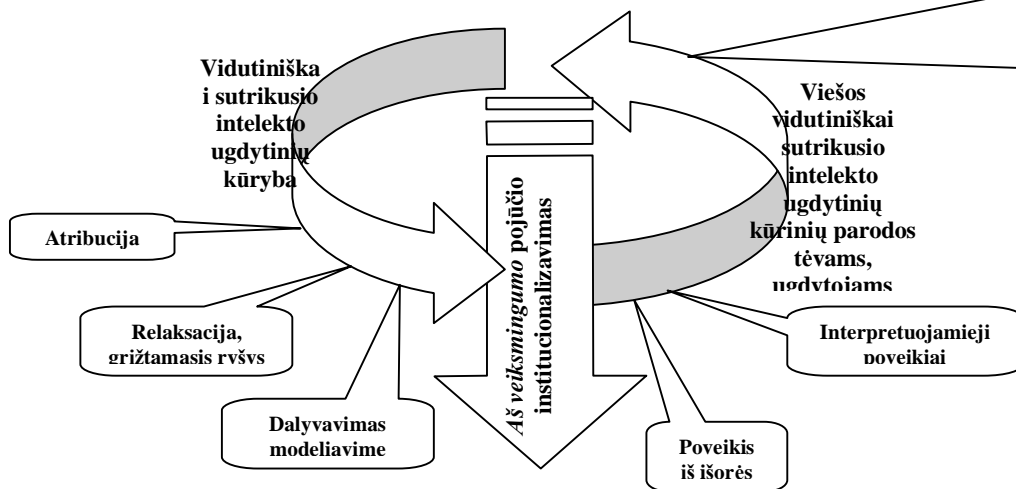 Vidutiniška
i sutrikusio
intelekto
ugdytinių
kūryba
Viešos
vidutiniškai
sutrikusio
intelekto
ugdytinių
kūrinių parodos
tėvams,
ugdytojams
Aš veiksmingumo pojūčio
institucionalizavimas
Atribucija
Relaksacija,
grįžtamasis ryšys
Dalyvavimas
modeliavime
Poveikis
iš išorės
Interpretuojamieji
poveikiai